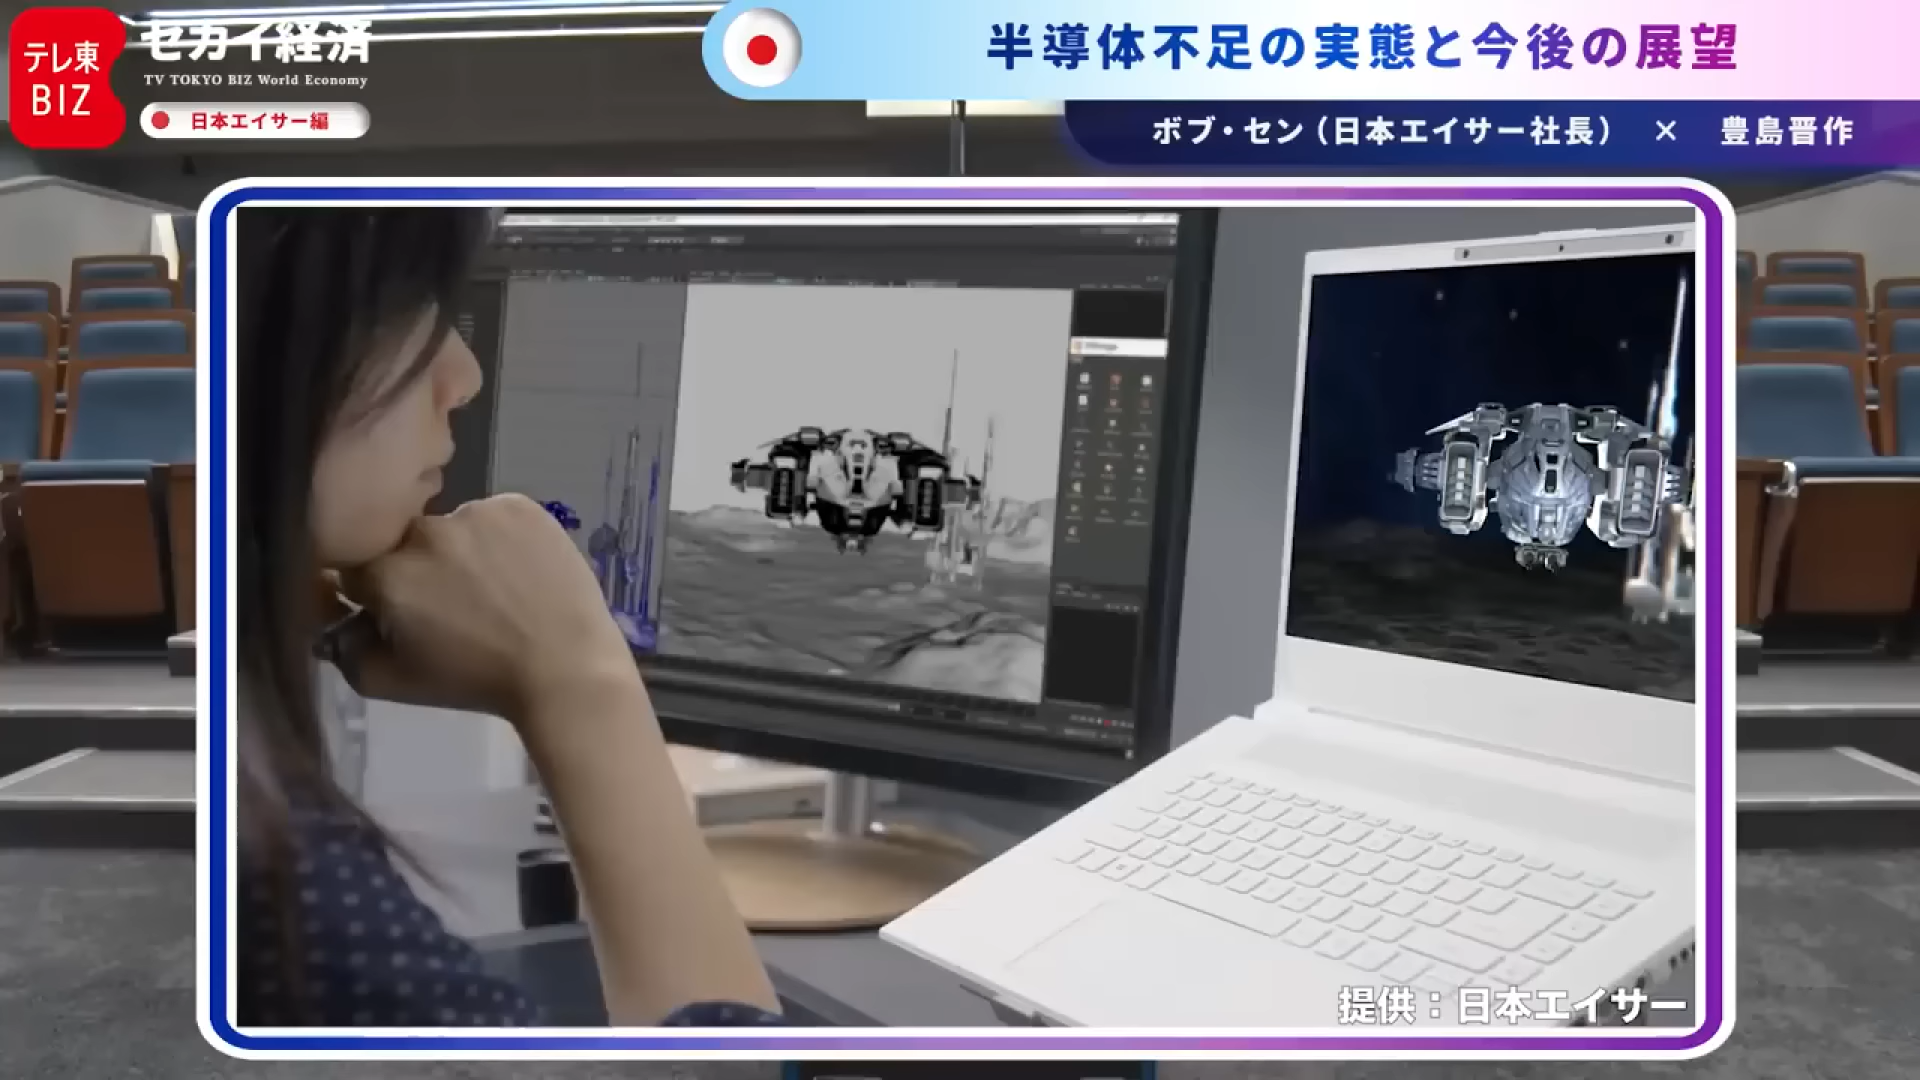 テレ東
BIZ
セカイ経済
TV TOKYO BIZ World Economy
日本エイサー編
半導体不足の実態と今後の展望
ボブ・セン（日本エイサー社長） × 豊島晋作
提供：日本エイサー